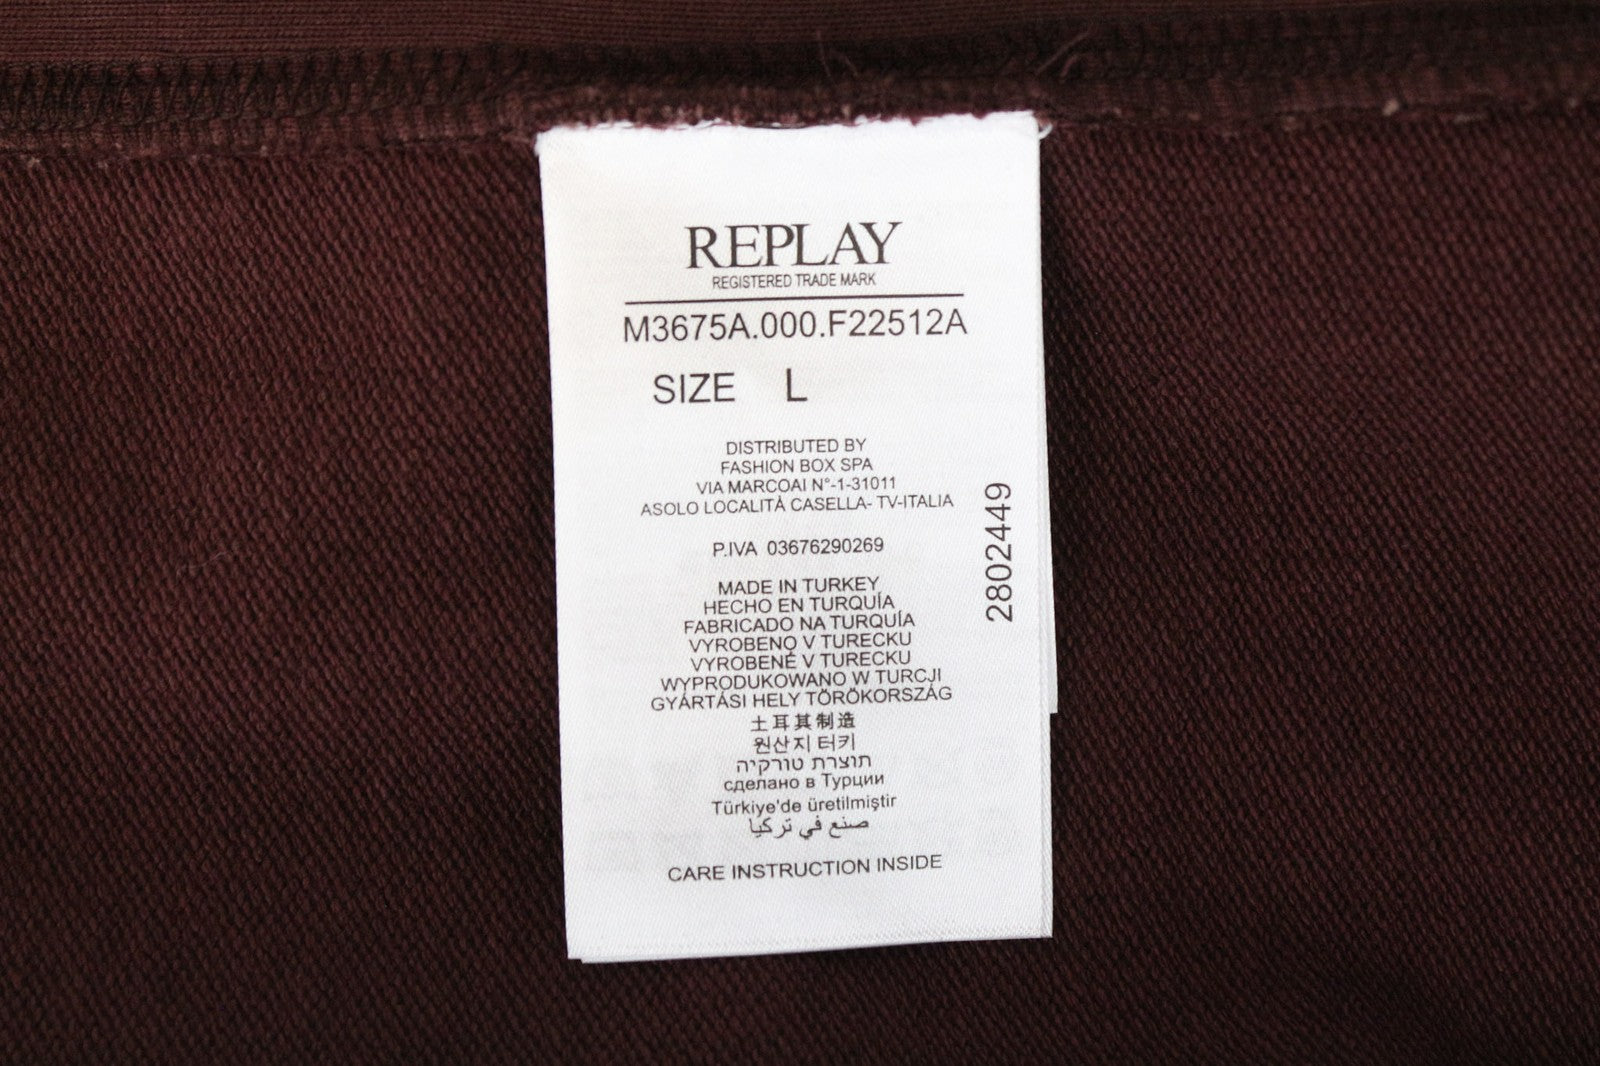 REPLAY
REGISTERED TRADE MARK
M3675A.000.F22512A
SIZE L
DISTRIBUTED BY
FASHION BOX SPA
VIA MARCOAI N°-1-31011
ASOLO LOCALITÀ CASELLA- TV-ITALIA
P.IVA 03676290269
2802449
MADE IN TURKEY
HECHO EN TURQUÍA
FABRICADO NA TURQUÍA
VYROBENO V TURECKU
VYROBENÉ V TURECKU
WYPRODUKOWANO W TURCJI
GYÁRTÁSI HELY TÖRÖKORSZÁG
土耳其制造
원산지 터키
תוצרת טורקיה
сделано в Турции
Türkiye'de üretilmiştir
صنع في تركيا
CARE INSTRUCTION INSIDE